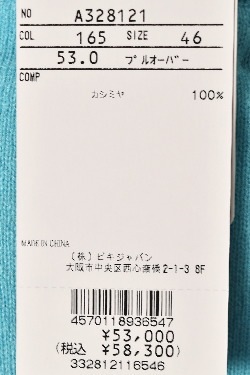 NO A328121
COL 165 SIZE 46
53.0 プルオーバー
COMP
カシミヤ 100%
MADE IN CHINA
(株) ビキジャパン
大阪市中央区西心斎橋2-1-3 8F
4570118936547
¥53,000
(税込 ¥58,300)
332812116546